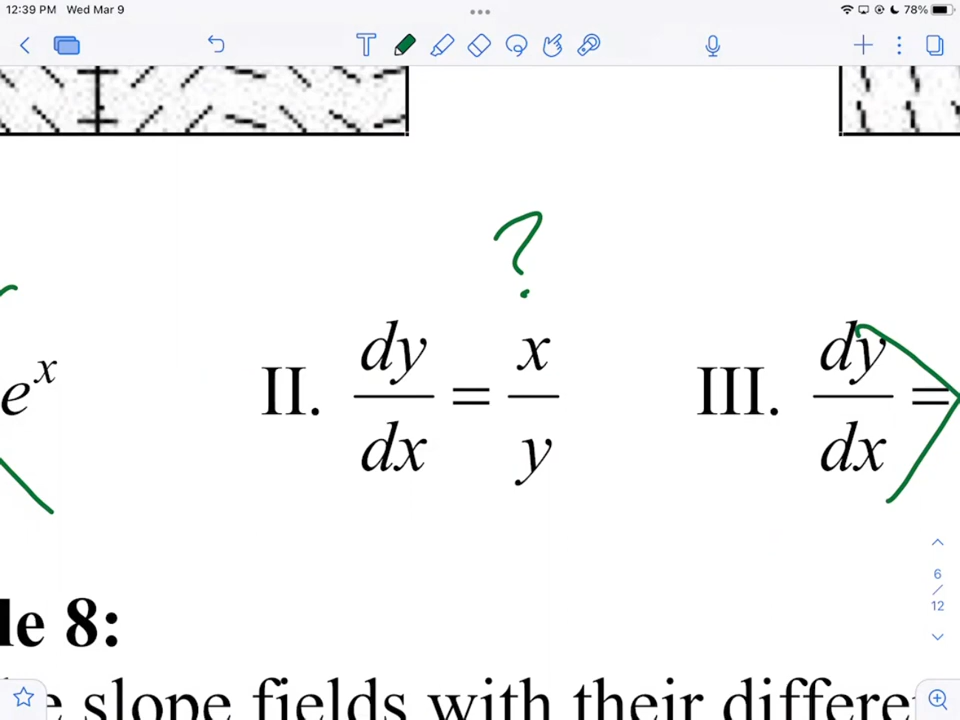 12:39 PM Wed Mar 9
78%
T
?
e^x II. dy/dx = x/y III. dy/dx =
6
/
12
le 8:
e slope fields with their differe